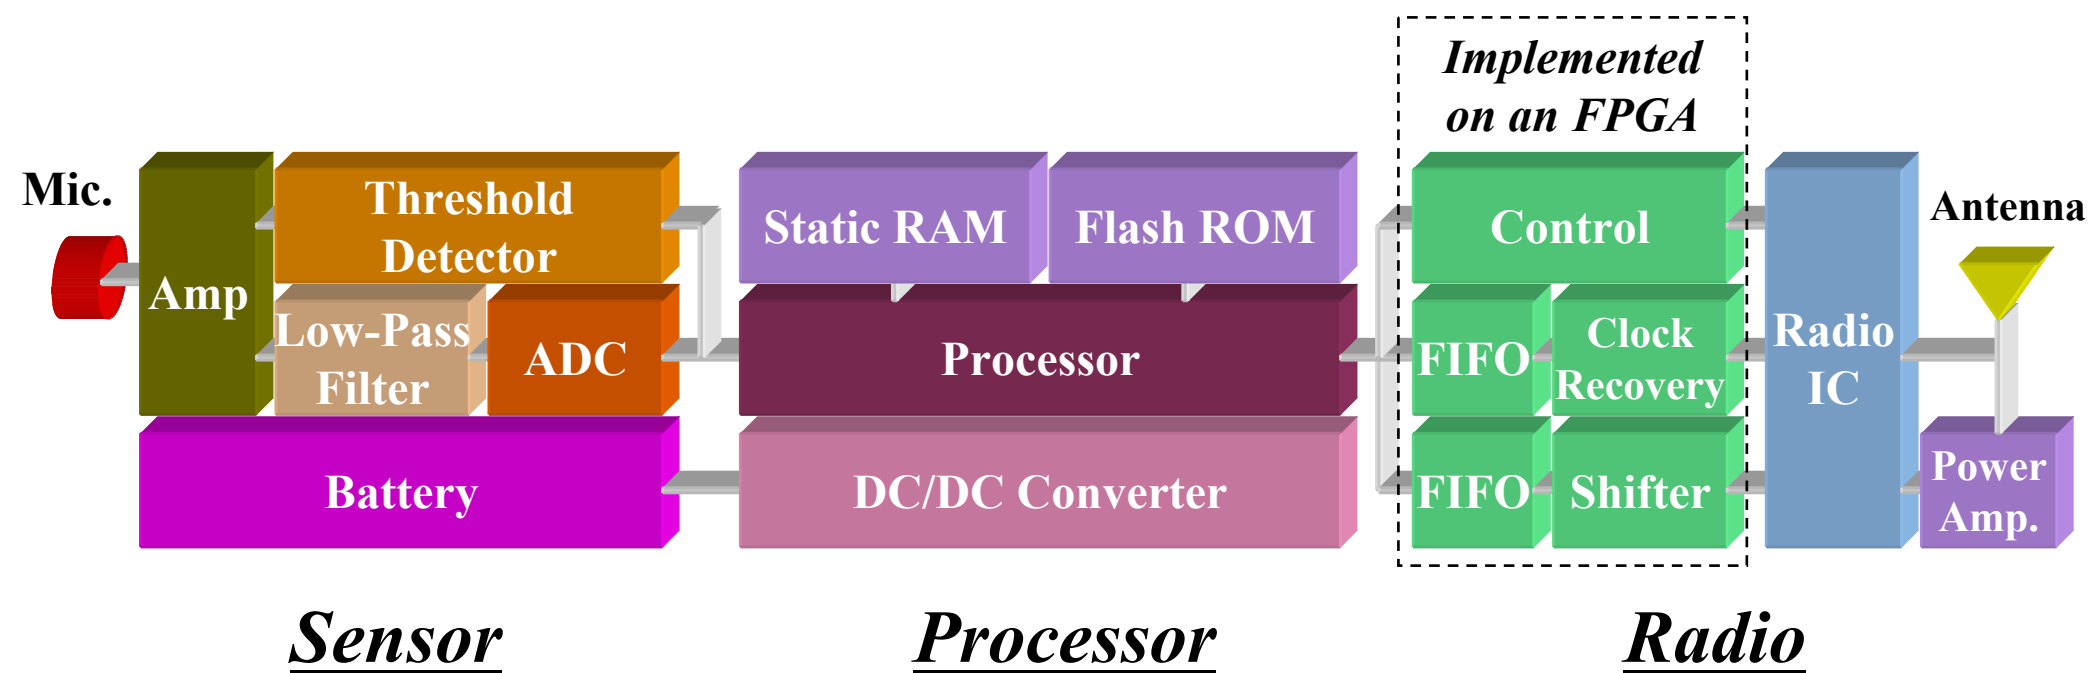 Implemented
on an FPGA
Mic.
Amp
Threshold
Detector
Low-Pass
Filter
ADC
Battery
Static RAM
Flash ROM
Processor
DC/DC Converter
Control
FIFO
Clock
Recovery
FIFO
Shifter
Radio
IC
Antenna
Power
Amp.
Sensor
Processor
Radio